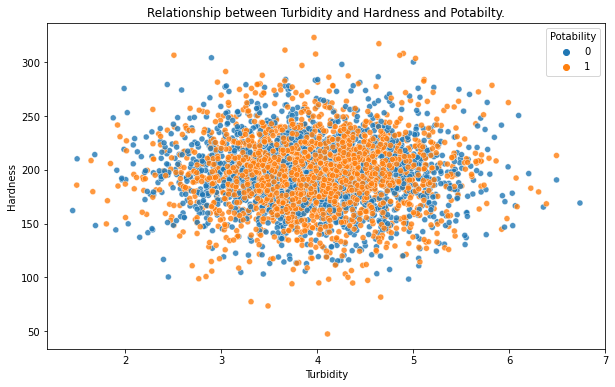 Relationship between Turbidity and Hardness and Potabilty.
Potability
0
1
Hardness
300
250
200
150
100
50
2 3 4 5 6 7
Turbidity